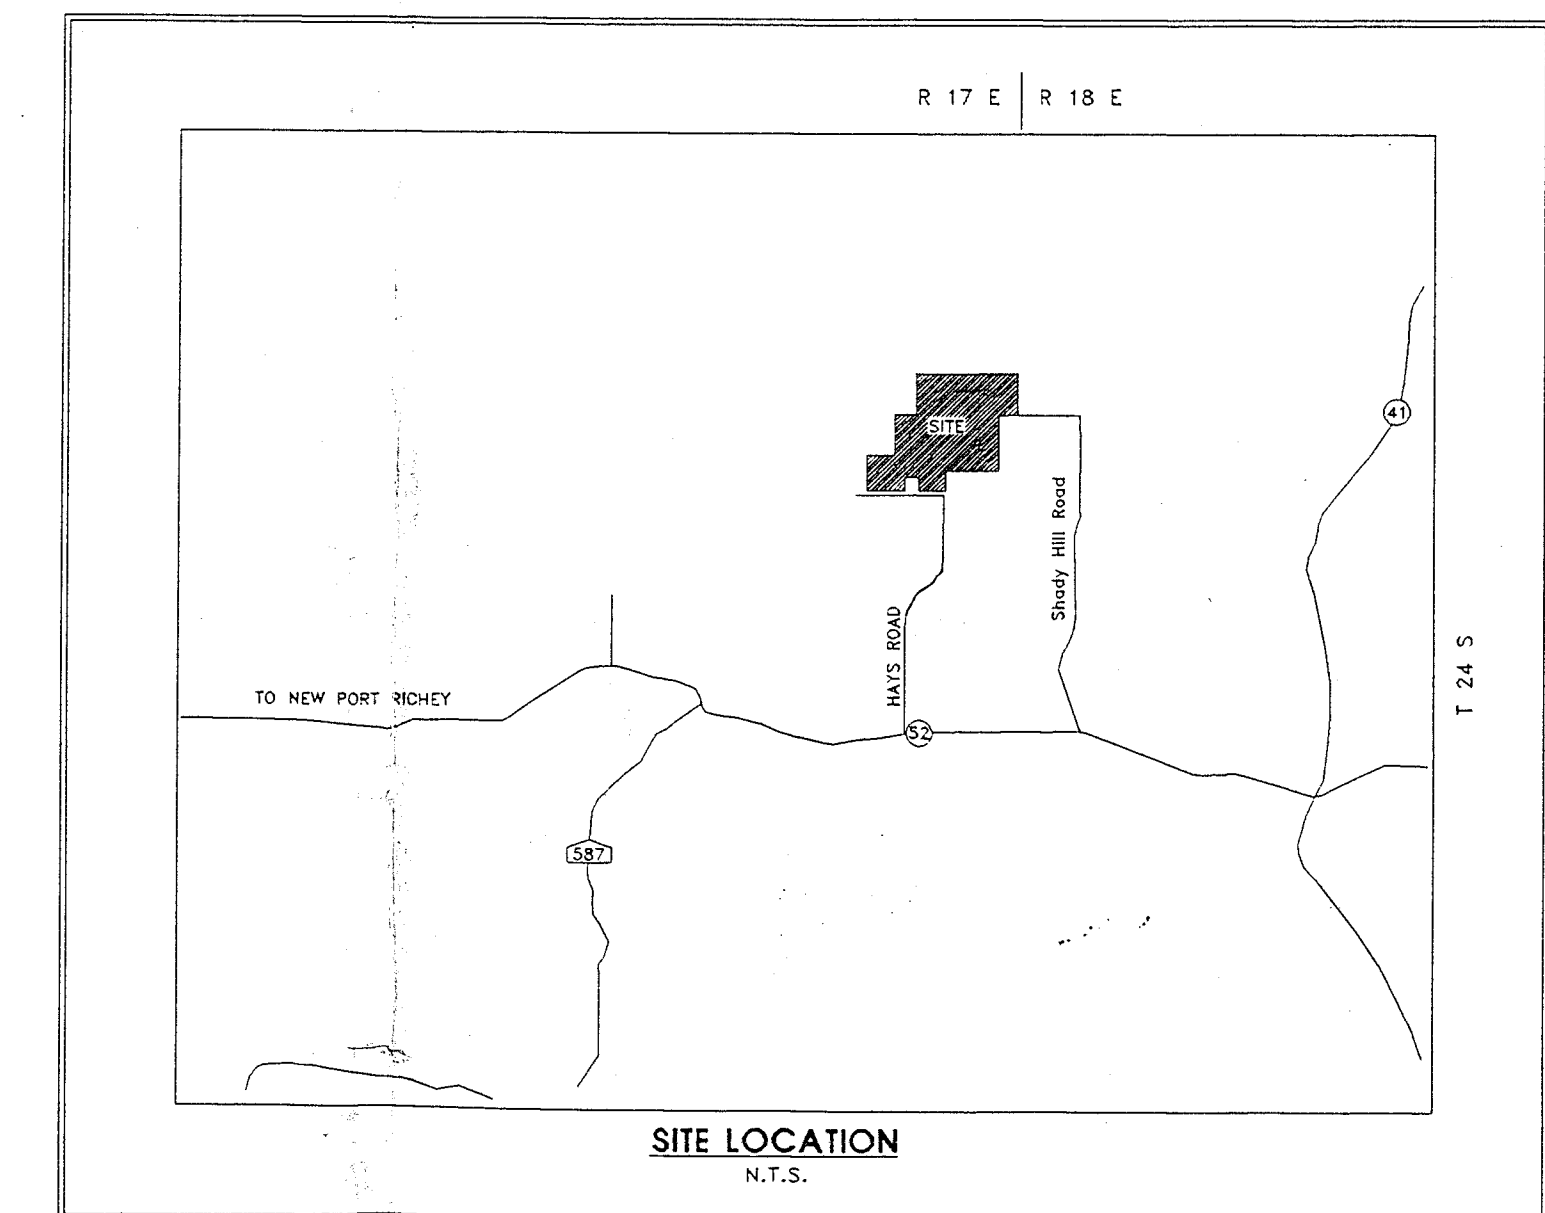 R 17 E R 18 E
SITE
41
Shady Hill Road
HAYS ROAD
T 24 S
TO NEW PORT RICHEY
52
587
SITE LOCATION
N.T.S.